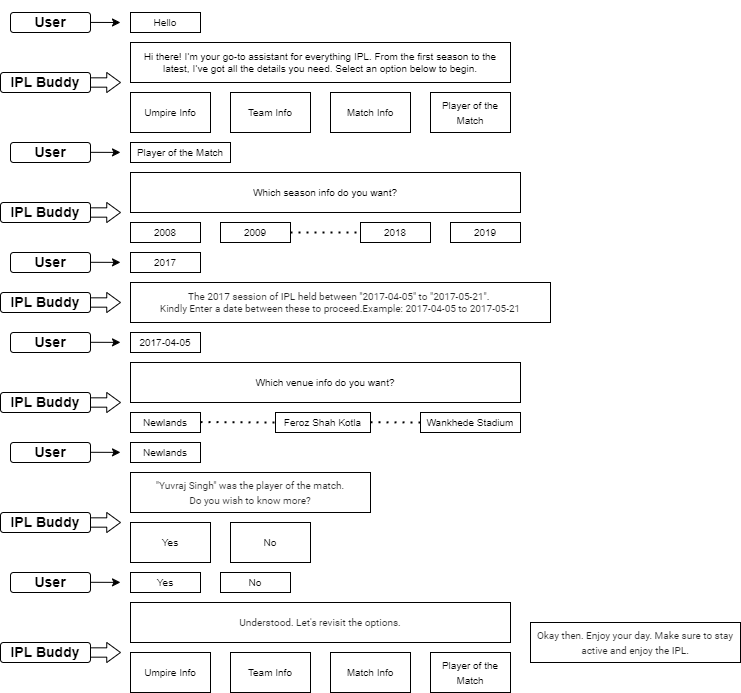 User
Hello
IPL Buddy
Hi there! I'm your go-to assistant for everything IPL. From the first season to the
latest, I've got all the details you need. Select an option below to begin.
Umpire Info
Team Info
Match Info
Player of the
Match
User
Player of the Match
IPL Buddy
Which season info do you want?
2008
2009
2018
2019
User
2017
IPL Buddy
The 2017 session of IPL held between "2017-04-05" to "2017-05-21".
Kindly Enter a date between these to proceed.Example: 2017-04-05 to 2017-05-21
User
2017-04-05
IPL Buddy
Which venue info do you want?
Newlands
Feroz Shah Kotla
Wankhede Stadium
User
Newlands
IPL Buddy
"Yuvraj Singh" was the player of the match.
Do you wish to know more?
Yes
No
User
Yes
No
IPL Buddy
Understood. Let's revisit the options.
Umpire Info
Team Info
Match Info
Player of the
Match
Okay then. Enjoy your day. Make sure to stay
active and enjoy the IPL.